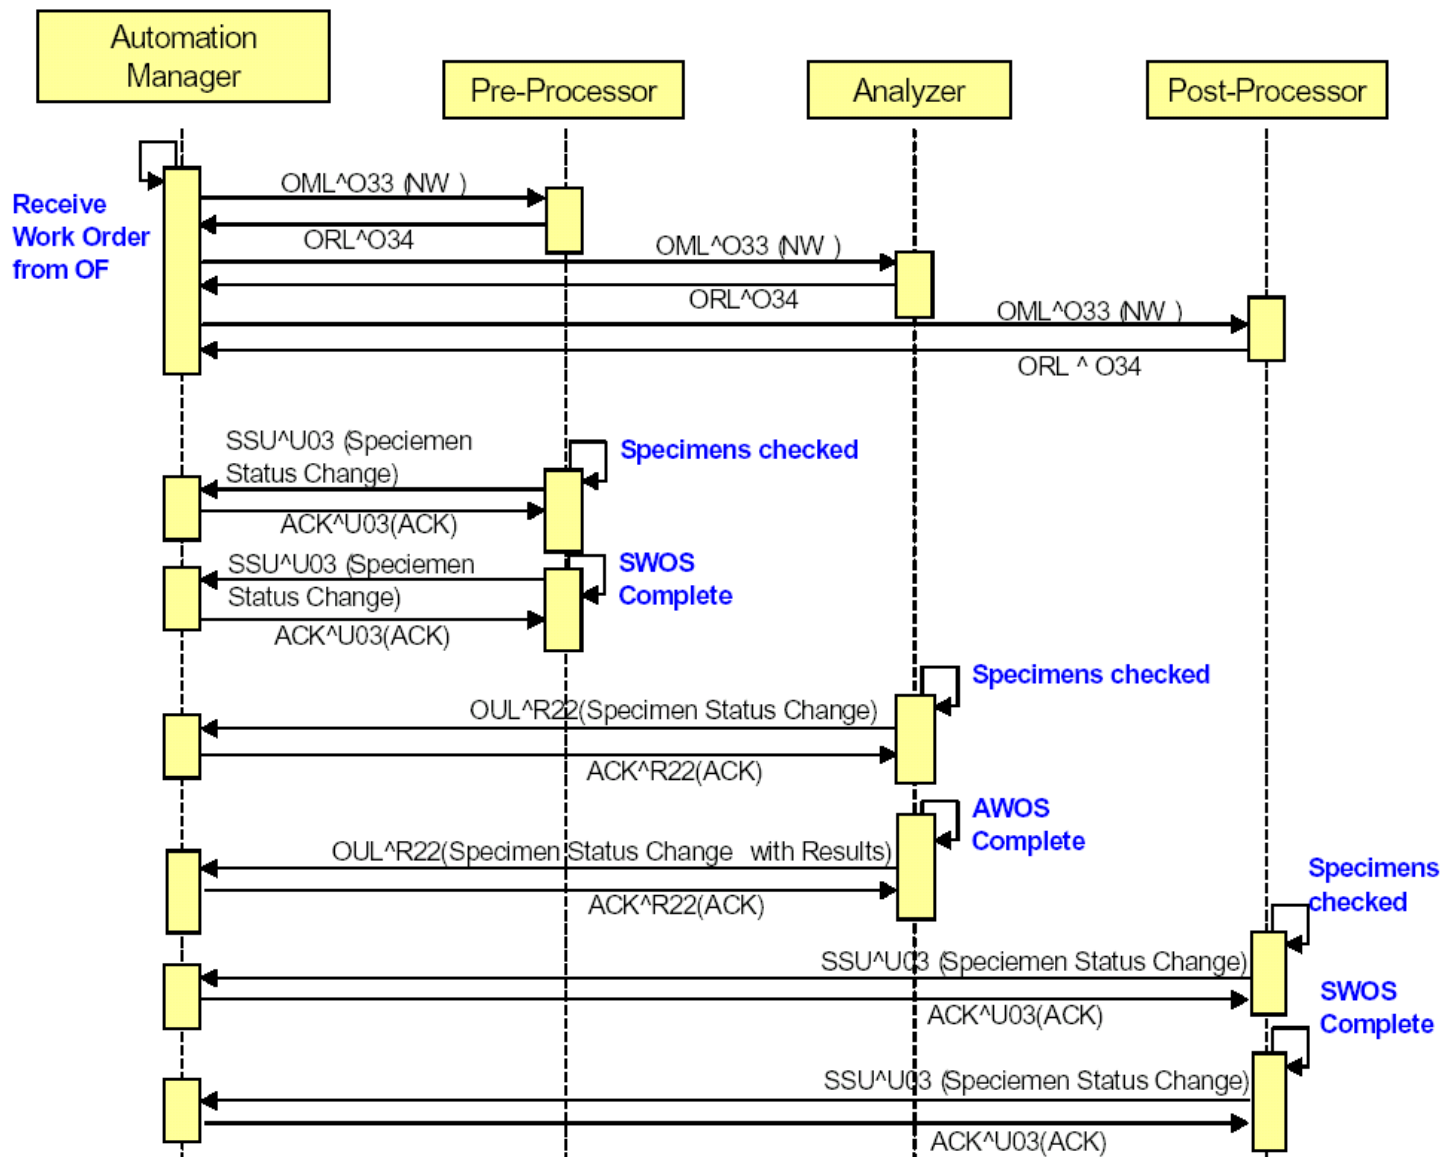 Automation
Manager
Pre-Processor
Analyzer
Post-Processor
Receive
Work Order
from OF
OML^O33 (NW )
ORL^O34
OML^O33 (NW )
ORL^O34
OML^O33 (NW )
ORL ^ O34
SSU^U03 (Speciemen
Status Change)
Specimens checked
ACK^U03(ACK)
SSU^U03 (Speciemen
Status Change)
SWOS
Complete
ACK^U03(ACK)
Specimens checked
OUL^R22(Specimen Status Change)
ACK^R22(ACK)
AWOS
Complete
OUL^R22(Specimen Status Change with Results)
ACK^R22(ACK)
Specimens
checked
SSU^U03 (Speciemen Status Change)
ACK^U03(ACK)
SWOS
Complete
SSU^U03 (Speciemen Status Change)
ACK^U03(ACK)